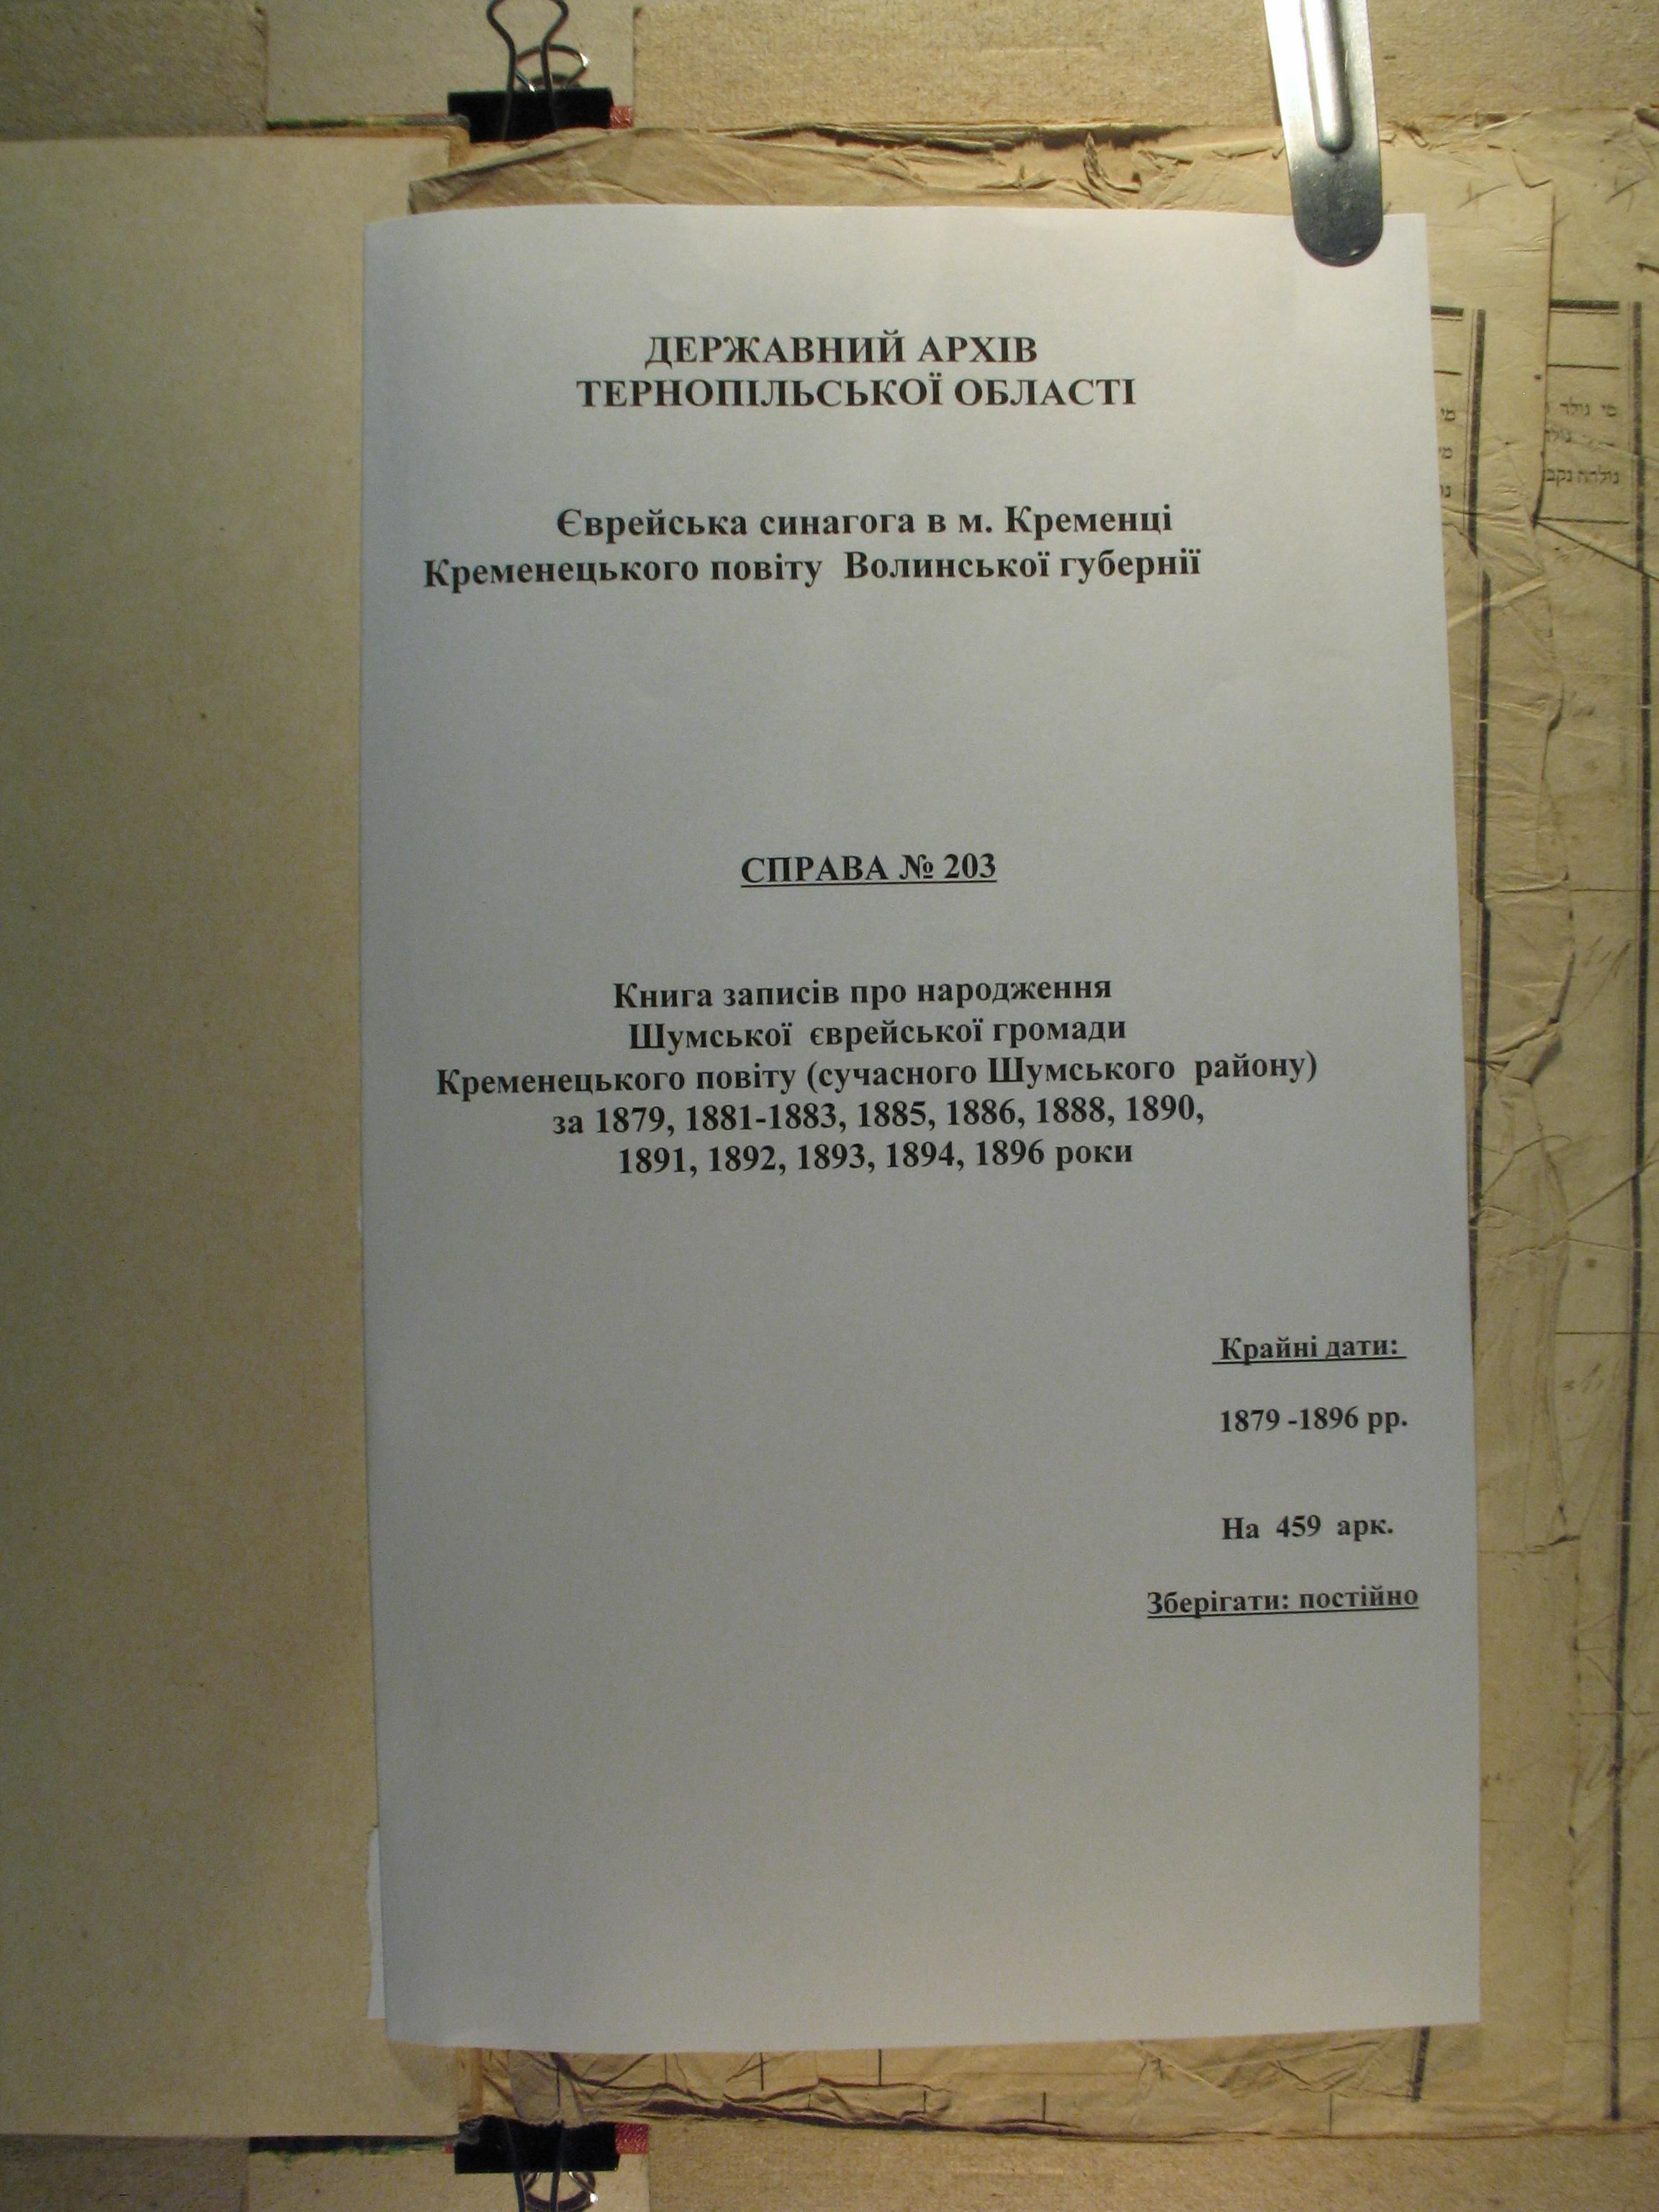 ДЕРЖАВНИЙ АРХІВ
ТЕРНОПІЛЬСЬКОЇ ОБЛАСТІ
Єврейська синагога в м. Кременці
Кременецького повіту Волинської губернії
СПРАВА № 203
Книга записів про народження
Шумської єврейської громади
Кременецького повіту (сучасного Шумського району)
за 1879, 1881-1883, 1885, 1886, 1888, 1890,
1891, 1892, 1893, 1894, 1896 роки
Крайні дати:
1879 -1896 рр.
На 459 арк.
Зберігати: постійно
מי נולד